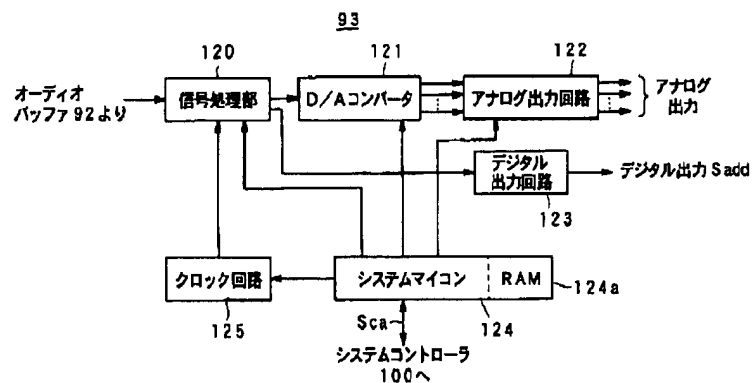 93
120
121
122
オーディオ
バッファ92より
信号処理部
D/Aコンバータ
アナログ出力回路
アナログ
出力
デジタル
出力回路
デジタル出力Sadd
123
クロック回路
システムマイコン
RAM
124a
125
Sca
124
システムコントローラ
100へ